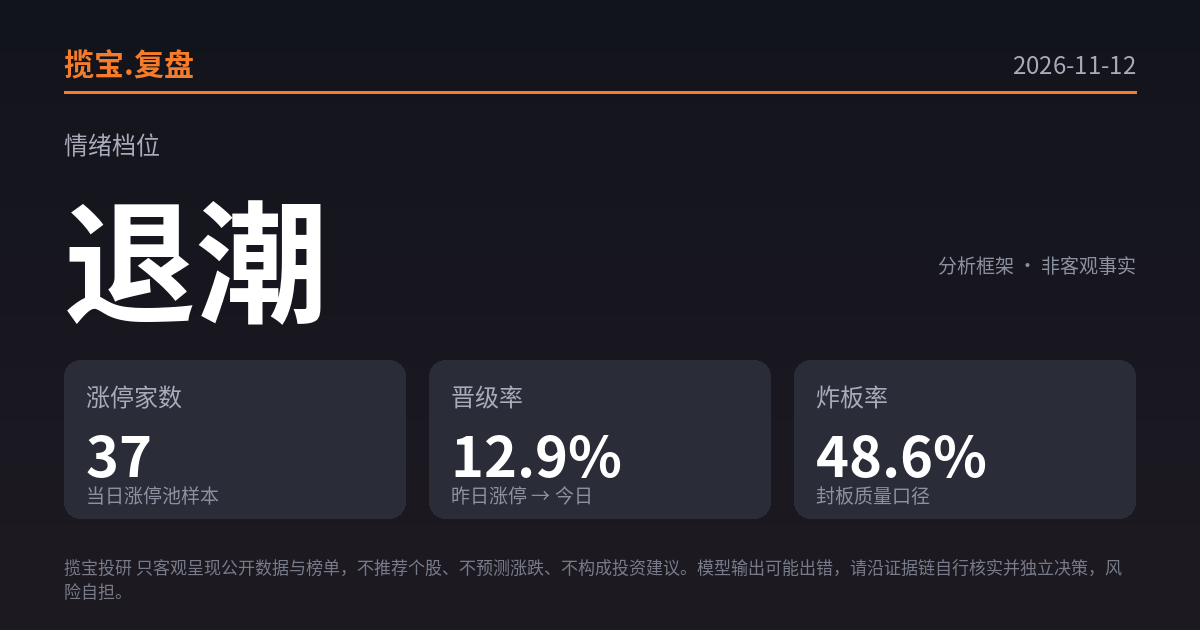 揽宝.复盘
2026-11-12
情绪档位
退潮
分析框架 · 非客观事实
涨停家数
37
当日涨停池样本
晋级率
12.9%
昨日涨停 → 今日
炸板率
48.6%
封板质量口径
揽宝投研 只客观呈现公开数据与榜单，不推荐个股、不预测涨跌、不构成投资建议。模型输出可能出错，请沿证据链自行核实并独立决策，风
险自担。